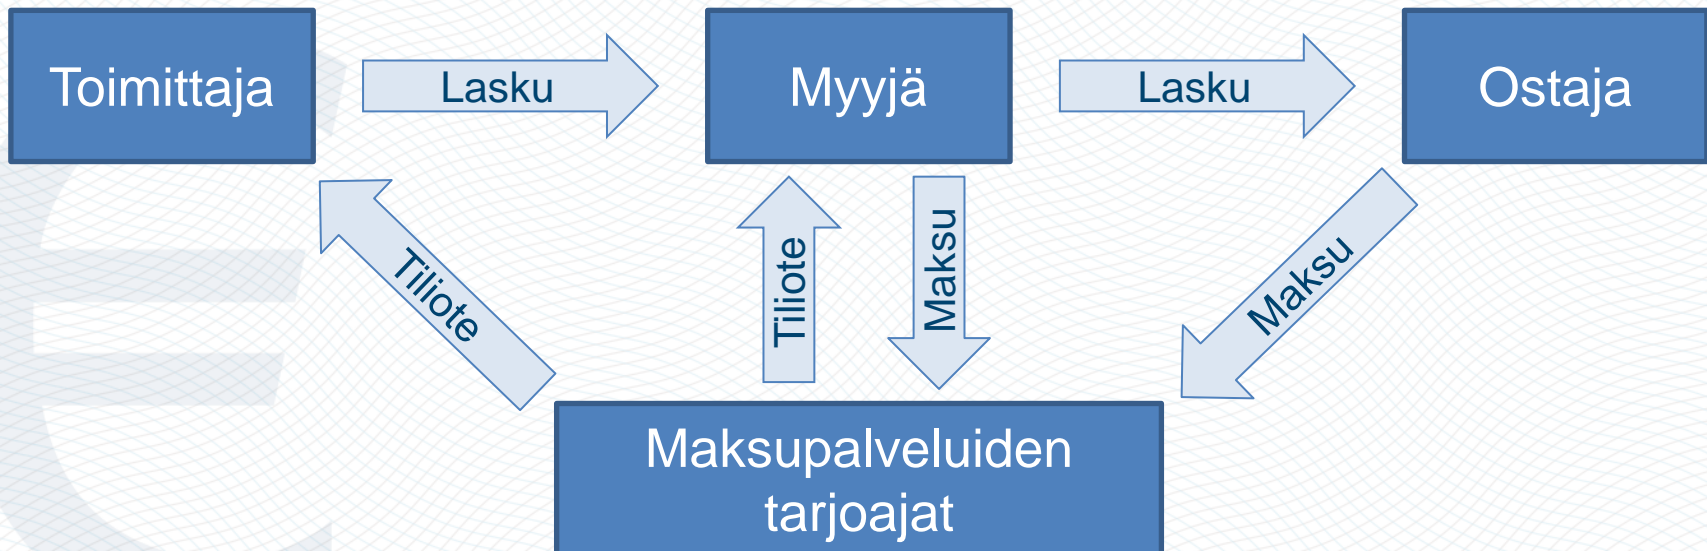 Toimittaja
Lasku
Myyjä
Lasku
Ostaja
Tiliote
Tiliote
Maksu
Maksu
Maksupalveluiden
tarjoajat